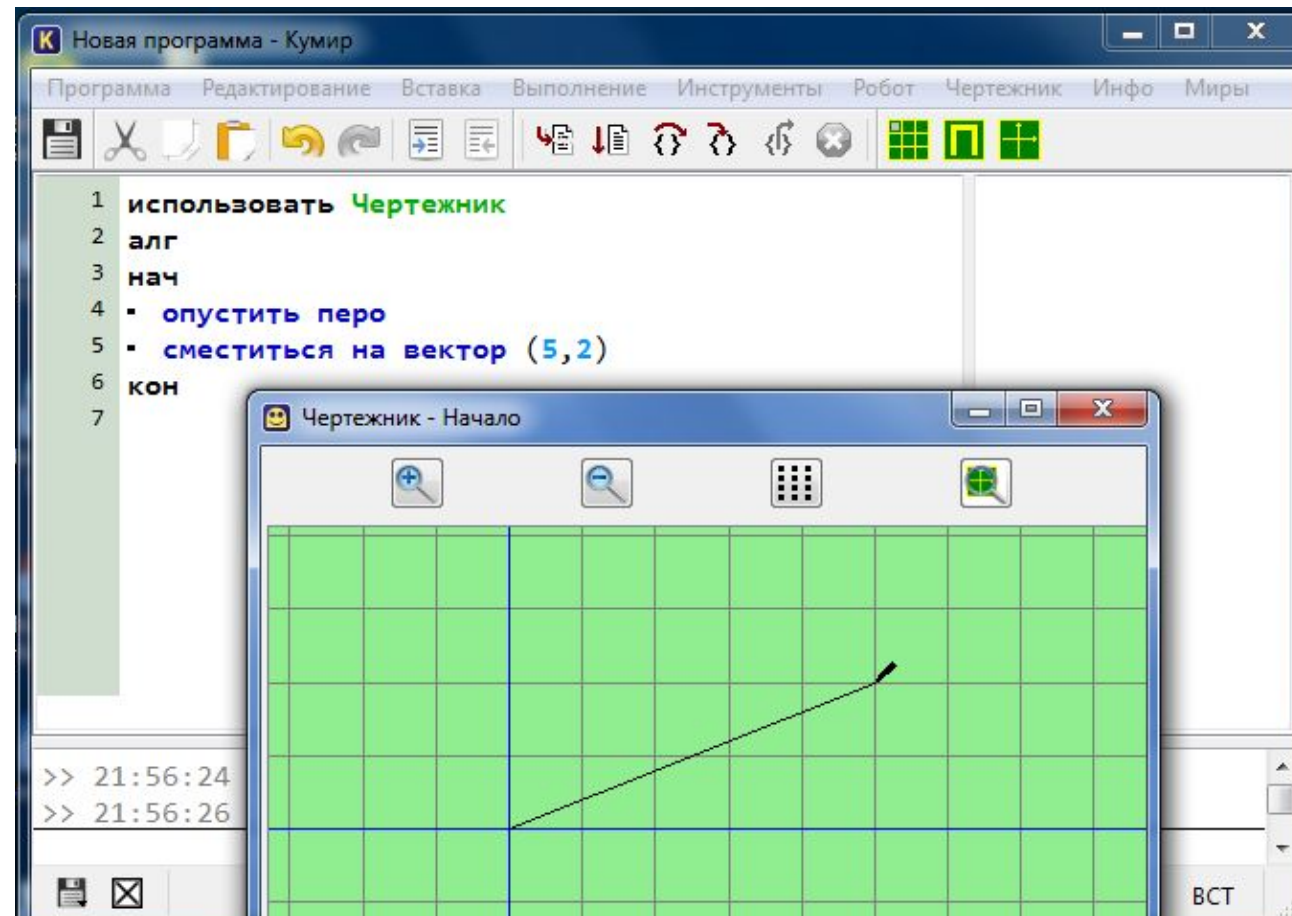 Новая программа - Кумир
Программа Редактирование Вставка Выполнение Инструменты Робот Чертежник Инфо Миры
1 использовать Чертежник
2 алг
3 нач
4 ▪ опустить перо
5 ▪ сместиться на вектор (5,2)
6 кон
7
Чертежник - Начало
>> 21:56:24
>> 21:56:26
ВСТ